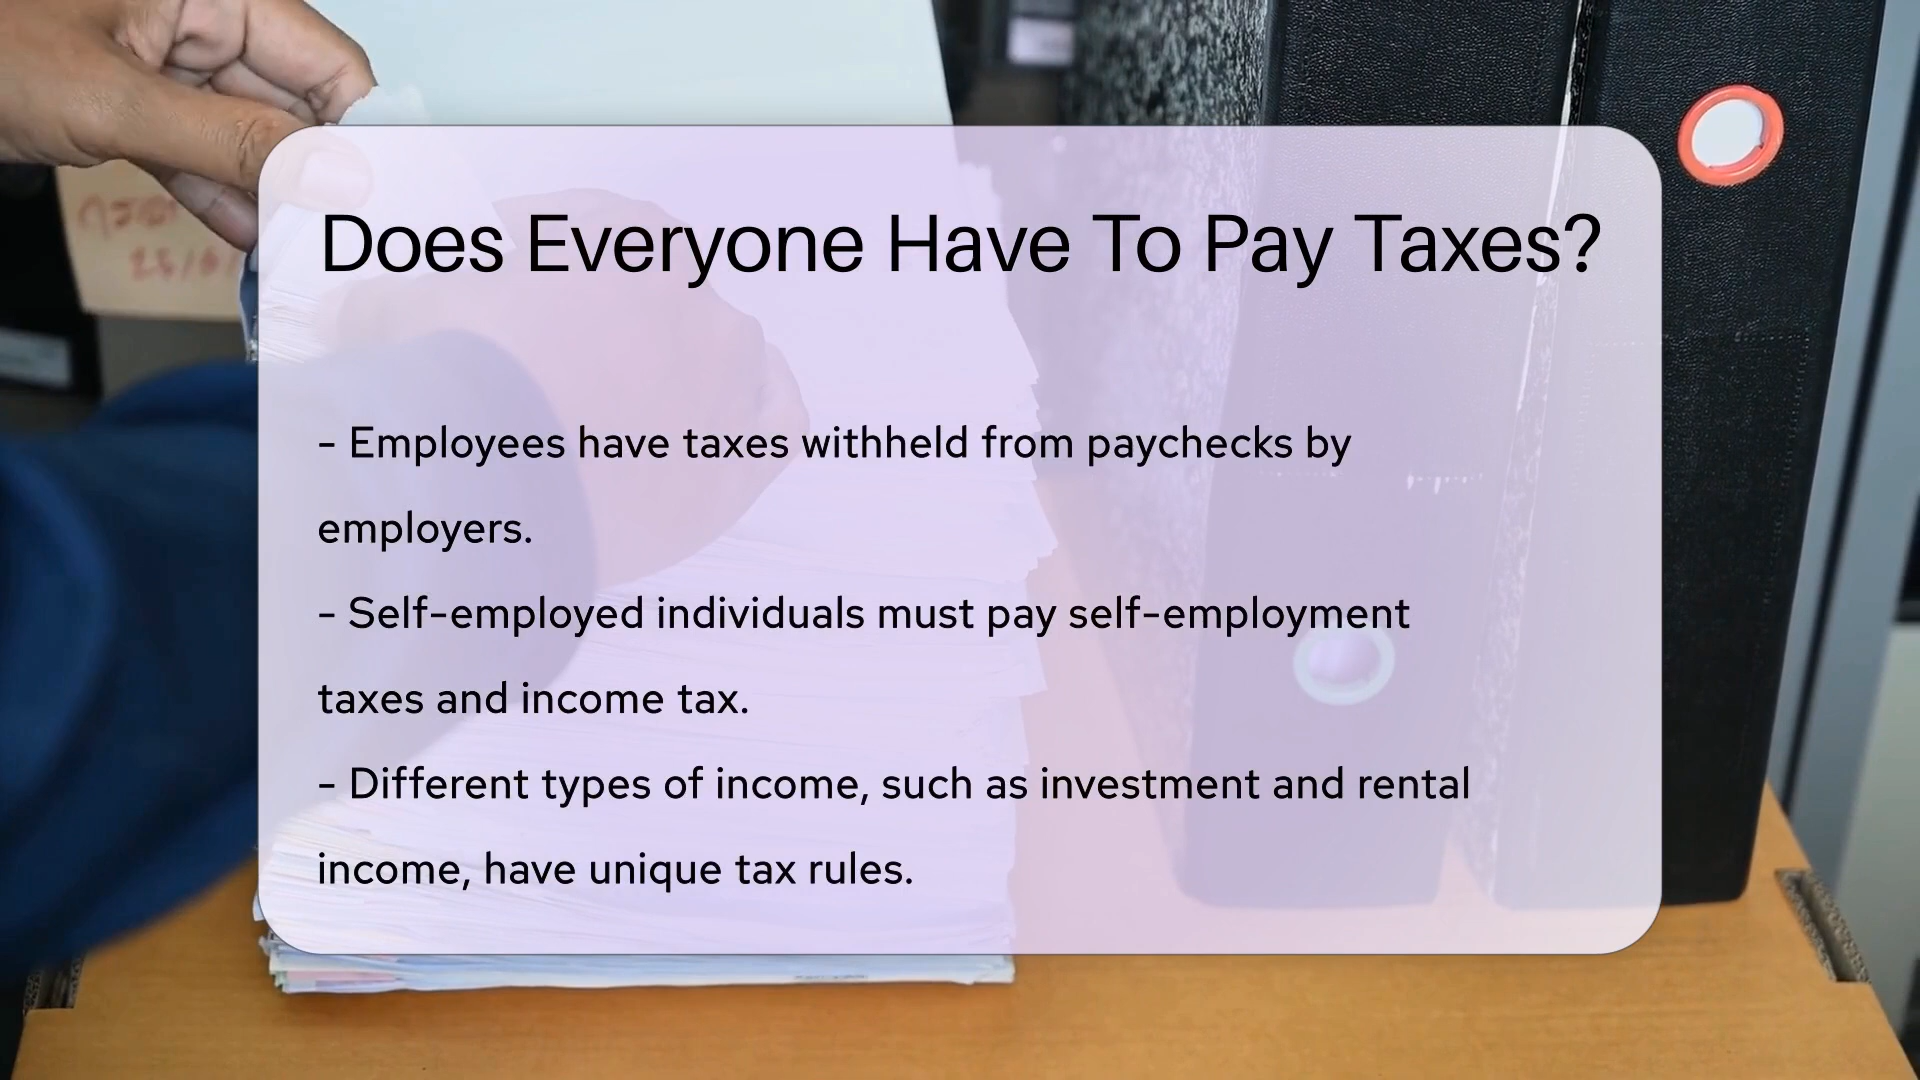 Does Everyone Have To Pay Taxes?
- Employees have taxes withheld from paychecks by
employers.
- Self-employed individuals must pay self-employment
taxes and income tax.
- Different types of income, such as investment and rental
income, have unique tax rules.